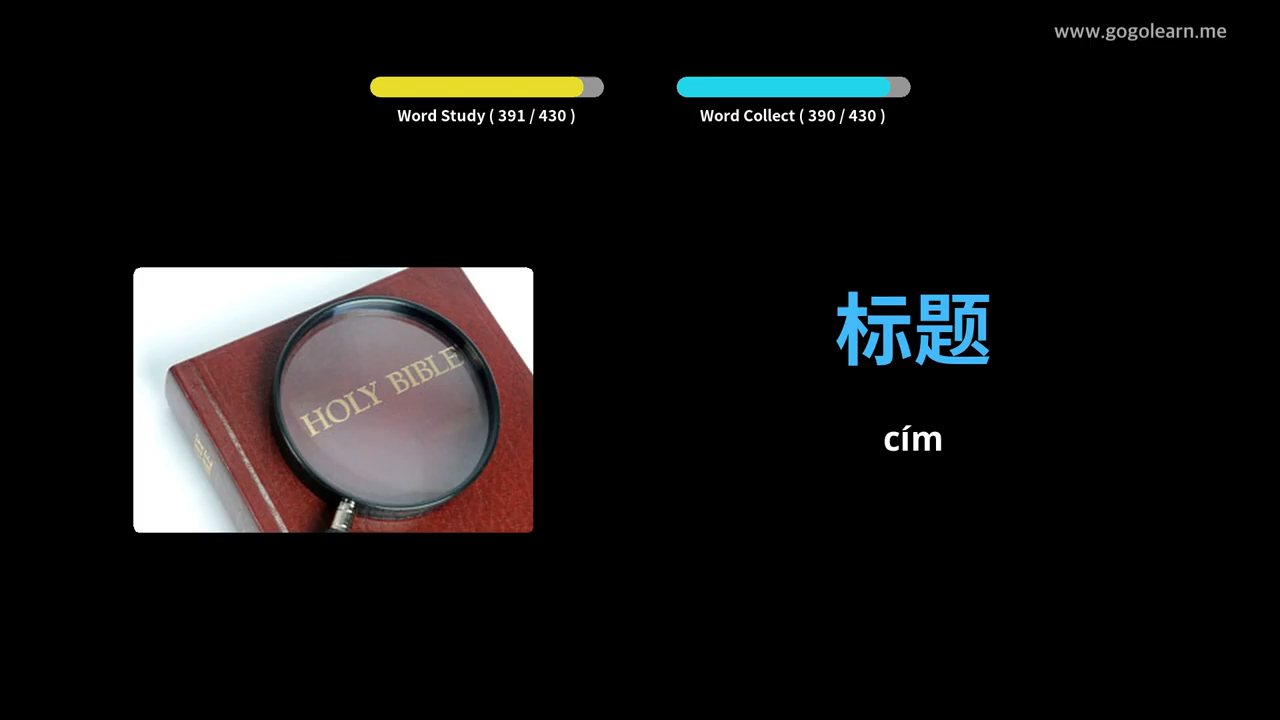 www.gogolearn.me
Word Study ( 391 / 430 )
Word Collect ( 390 / 430 )
HOLY BIBLE
标题
cím